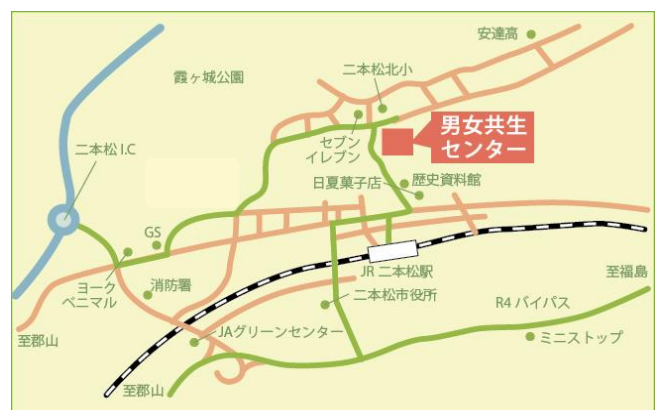 安達高
二本松北小
霞ヶ城公園
男女共生
センター
セブン
イレブン
二本松 I.C
日夏菓子店
歴史資料館
GS
JR 二本松駅
至福島
ヨーク
ベニマル
消防署
二本松市役所
R4 バイパス
至郡山
JAグリーンセンター
ミニストップ
至郡山